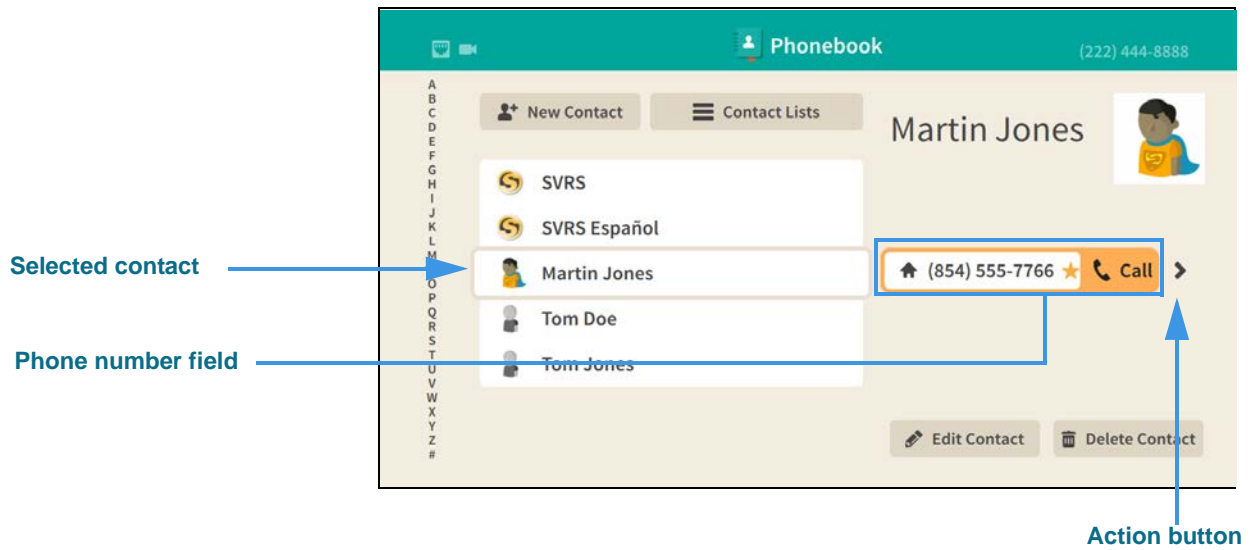 Phonebook
(222) 444-8888
A
B
C
D
E
F
G
H
I
J
K
L
M
O
P
Q
R
S
T
U
V
W
X
Y
Z
#
New Contact
Contact Lists
Martin Jones
SVRS
SVRS Español
Martin Jones
Tom Doe
Tom Jones
(854) 555-7766
Call
Edit Contact
Delete Contact
Selected contact
Phone number field
Action button